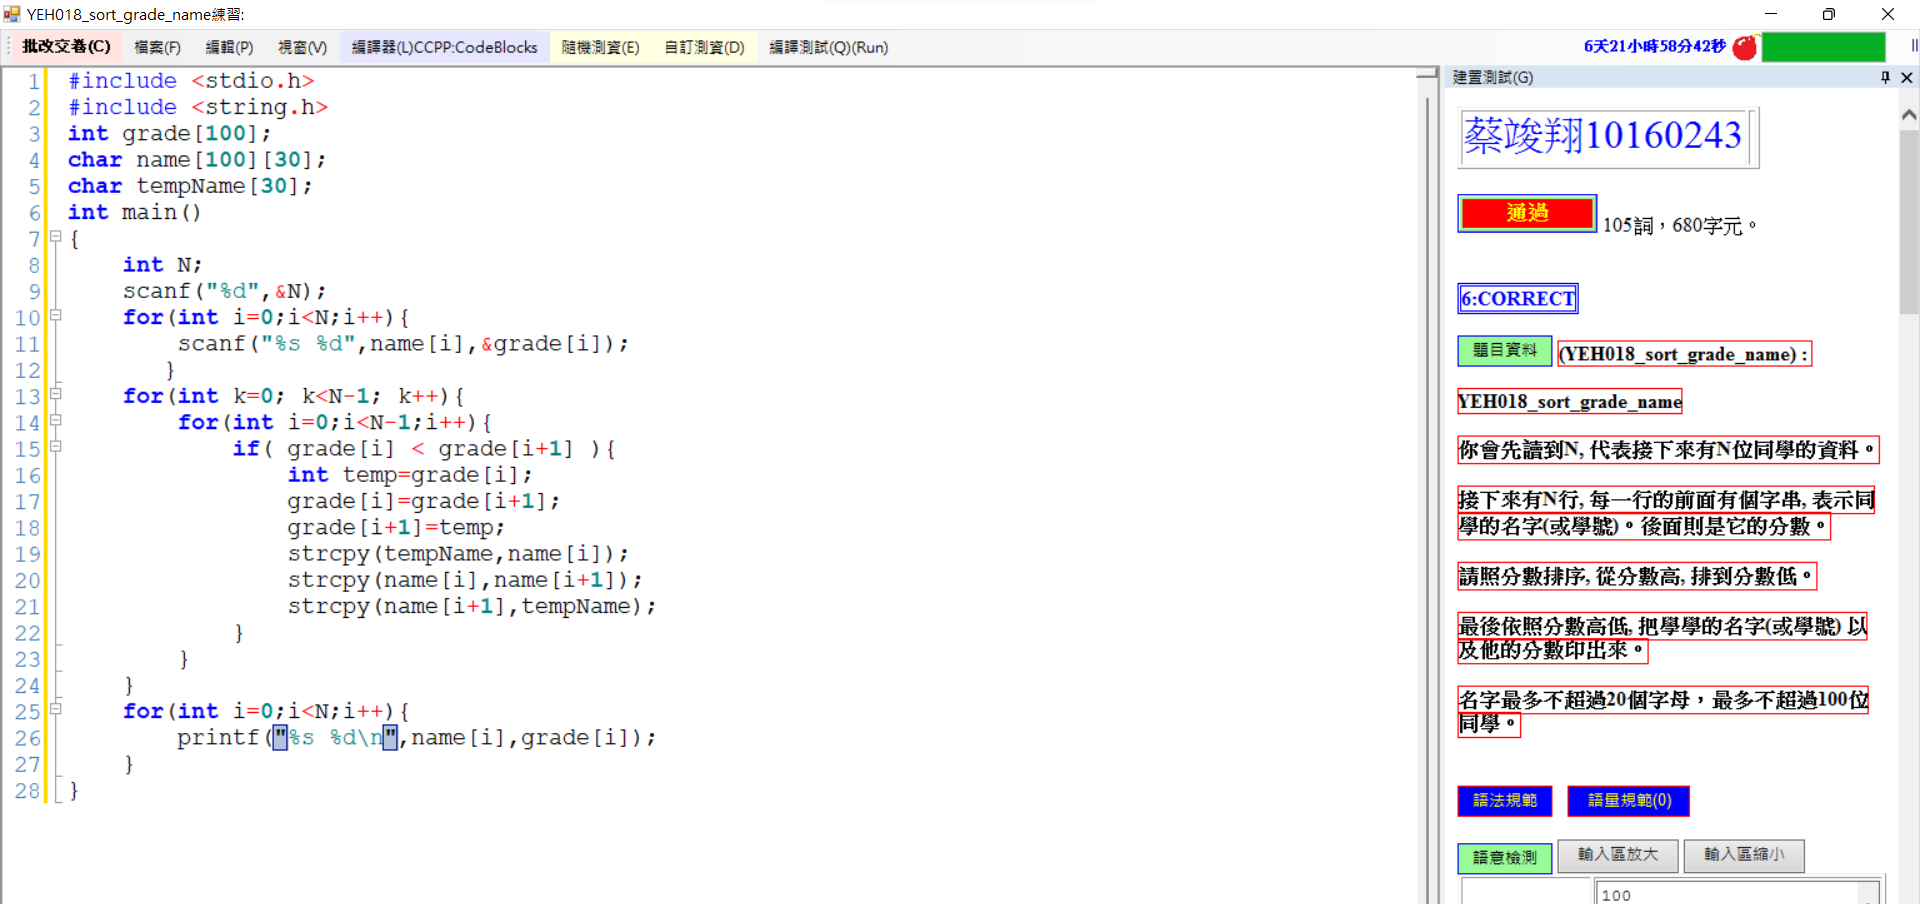 YEH018_sort_grade_name練習:
批改交卷(C) 檔案(F) 編輯(P) 視窗(V) 編譯器(L)CCPP:CodeBlocks 隨機測資(E) 自訂測資(D) 編譯測試(Q)(Run) 6天21小時58分42秒
1 #include <stdio.h>
2 #include <string.h>
3 int grade[100];
4 char name[100][30];
5 char tempName[30];
6 int main()
7 {
8     int N;
9     scanf("%d",&N);
10     for(int i=0;i<N;i++){
11         scanf("%s %d",name[i],&grade[i]);
12        }
13     for(int k=0; k<N-1; k++){
14         for(int i=0;i<N-1;i++){
15             if( grade[i] < grade[i+1] ){
16                 int temp=grade[i];
17                 grade[i]=grade[i+1];
18                 grade[i+1]=temp;
19                 strcpy(tempName,name[i]);
20                 strcpy(name[i],name[i+1]);
21                 strcpy(name[i+1],tempName);
22             }
23         }
24     }
25     for(int i=0;i<N;i++){
26         printf("%s %d\n",name[i],grade[i]);
27     }
28 }
建置測試(G)
蔡竣翔10160243
通過 105詞，680字元。
6:CORRECT
題目資料 (YEH018_sort_grade_name) :
YEH018_sort_grade_name
你會先讀到N, 代表接下來有N位同學的資料。
接下來有N行, 每一行的前面有個字串, 表示同
學的名字(或學號)。後面則是它的分數。
請照分數排序, 從分數高, 排到分數低。
最後依照分數高低, 把學學的名字(或學號) 以
及他的分數印出來。
名字最多不超過20個字母，最多不超過100位
同學。
語法規範 語量規範(0)
語意檢測 輸入區放大 輸入區縮小
100